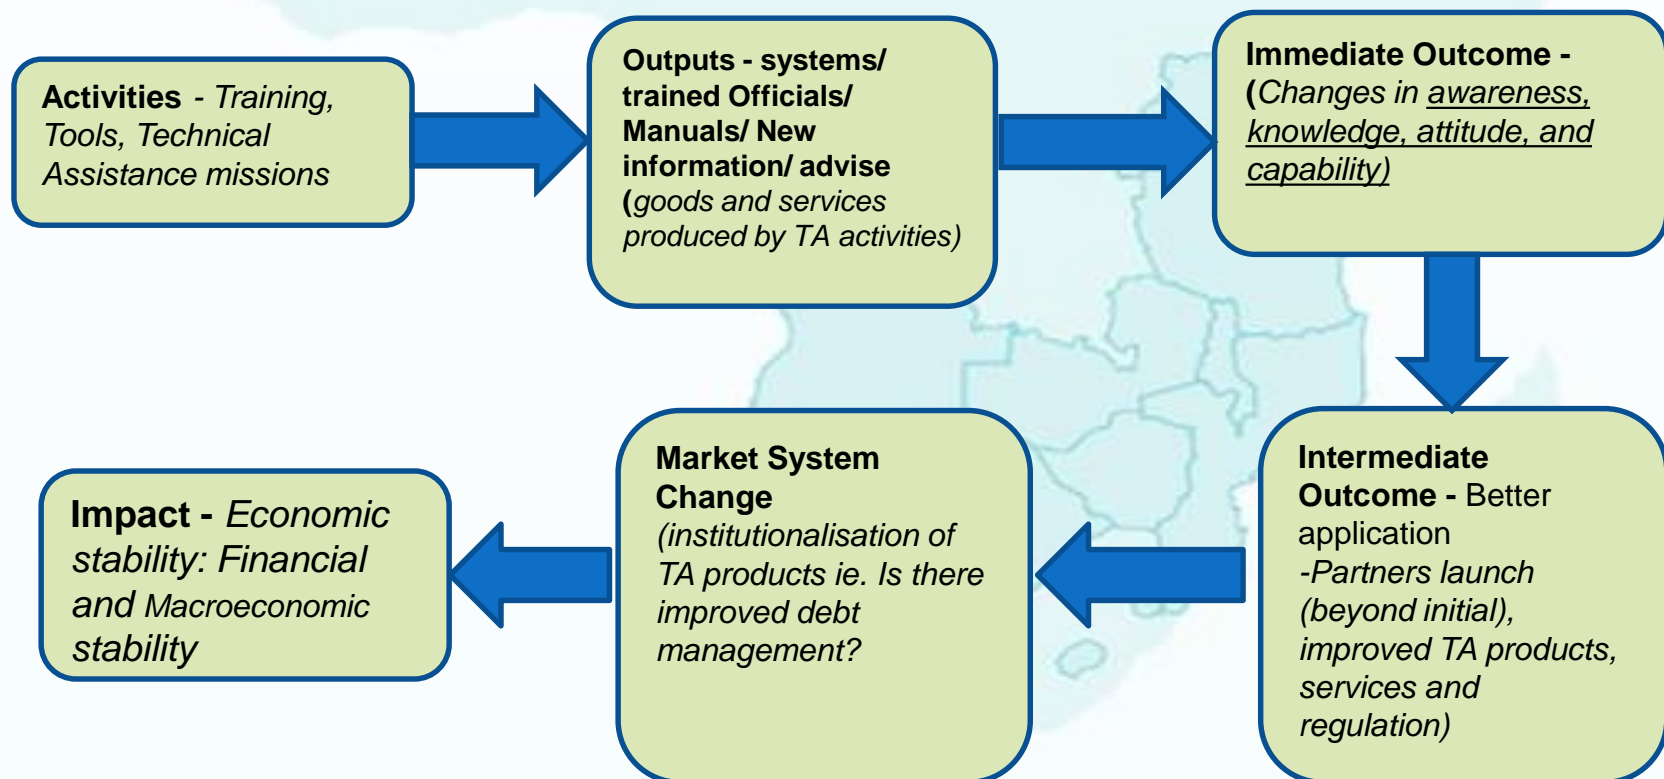 Activities - Training,
Tools, Technical
Assistance missions
Outputs - systems/
trained Officials/
Manuals/ New
information/ advise
(goods and services
produced by TA activities)
Immediate Outcome -
(Changes in awareness,
knowledge, attitude, and
capability)
Intermediate
Outcome - Better
application
-Partners launch
(beyond initial),
improved TA products,
services and
regulation)
Market System
Change
(institutionalisation of
TA products ie. Is there
improved debt
management?
Impact - Economic
stability: Financial
and Macroeconomic
stability